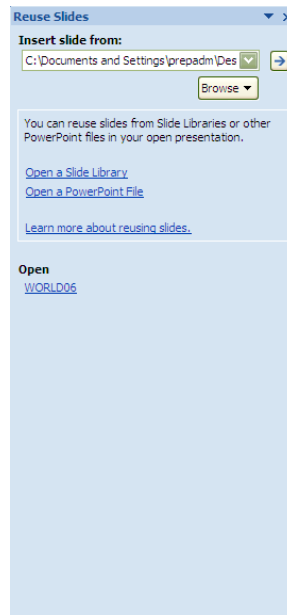 Reuse Slides
Insert slide from:
C:\Documents and Settings\prepadm\Des
Browse
You can reuse slides from Slide Libraries or other
PowerPoint files in your open presentation.
Open a Slide Library
Open a PowerPoint File
Learn more about reusing slides.
Open
WORLD06